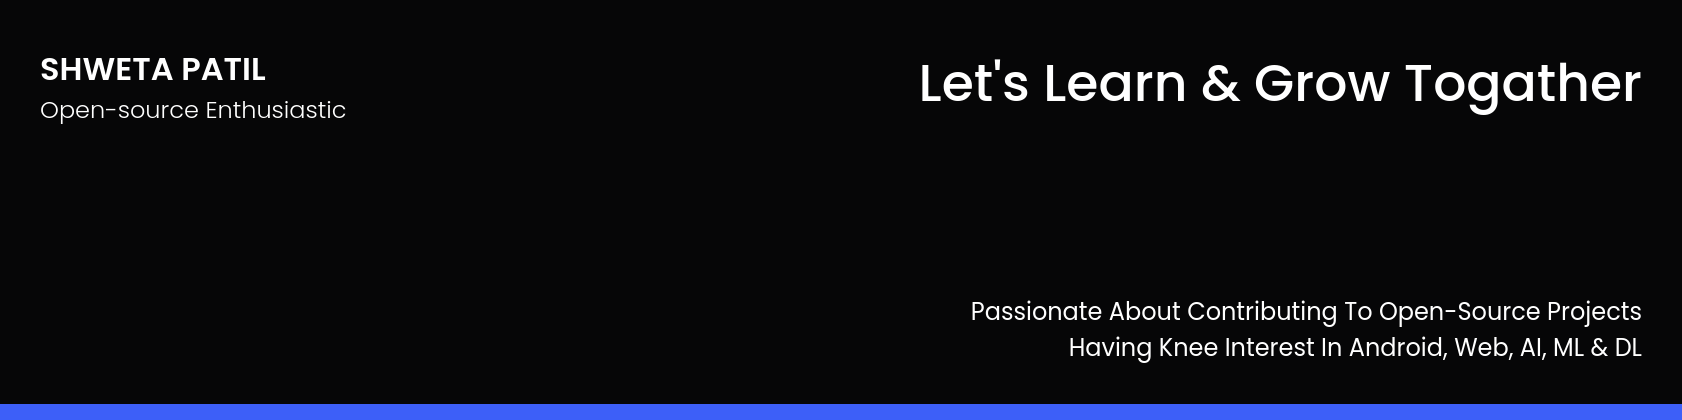 SHWETA PATIL
Open-source Enthusiastic
Let's Learn & Grow Togather
Passionate About Contributing To Open-Source Projects
Having Knee Interest In Android, Web, AI, ML & DL